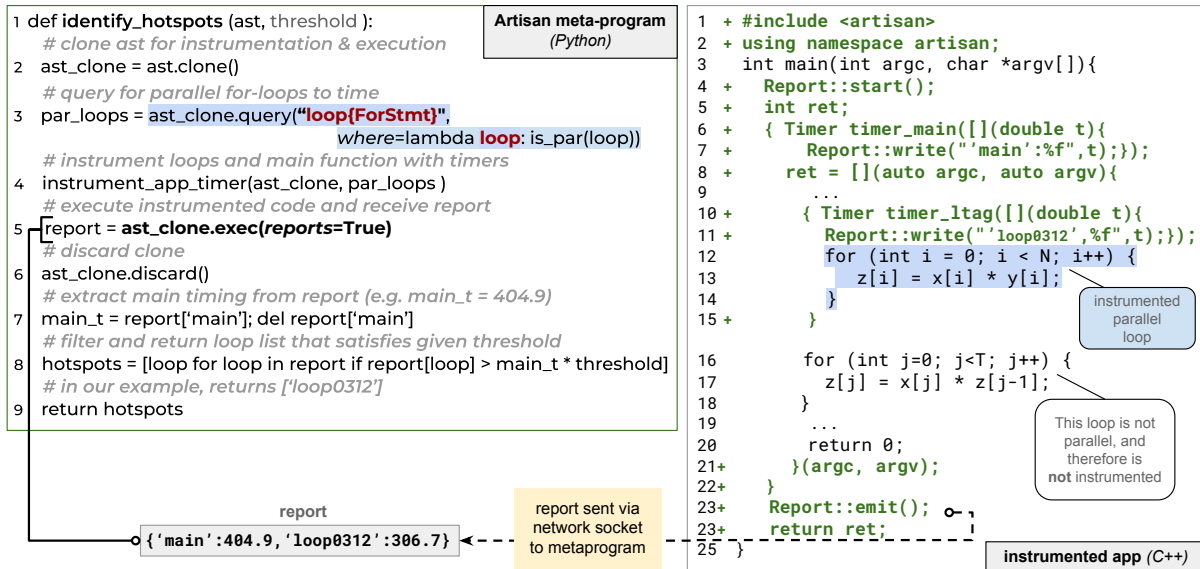 1 def identify_hotspots (ast, threshold ):
Artisan meta-program
(Python)
# clone ast for instrumentation & execution
2 ast_clone = ast.clone()
# query for parallel for-loops to time
3 par_loops = ast_clone.query(“loop{ForStmt}",
where=lambda loop: is_par(loop))
# instrument loops and main function with timers
4 instrument_app_timer(ast_clone, par_loops )
# execute instrumented code and receive report
5 report = ast_clone.exec(reports=True)
# discard clone
6 ast_clone.discard()
# extract main timing from report (e.g. main_t = 404.9)
7 main_t = report[‘main’]; del report[‘main’]
# filter and return loop list that satisfies given threshold
8 hotspots = [loop for loop in report if report[loop] > main_t * threshold]
# in our example, returns [‘loop0312’]
9 return hotspots
report
{‘main’:404.9,‘loop0312’:306.7}
report sent via
network socket
to metaprogram
1 + #include <artisan>
2 + using namespace artisan;
3 int main(int argc, char *argv[]){
4 + Report::start();
5 + int ret;
6 + { Timer timer_main([](double t){
7 + Report::write("’main’:%f",t);});
8 + ret = [](auto argc, auto argv){
9 ...
10 + { Timer timer_ltag([](double t){
11 + Report::write("’loop0312’,%f",t);});
12 for (int i = 0; i < N; i++) {
13 z[i] = x[i] * y[i];
14 }
15 + }
instrumented
parallel
loop
16 for (int j=0; j<T; j++) {
17 z[j] = x[j] * z[j-1];
18 }
19 ...
20 return 0;
21+ }(argc, argv);
22+ }
23+ Report::emit();
23+ return ret;
25 }
This loop is not
parallel, and
therefore is
not instrumented
instrumented app (C++)